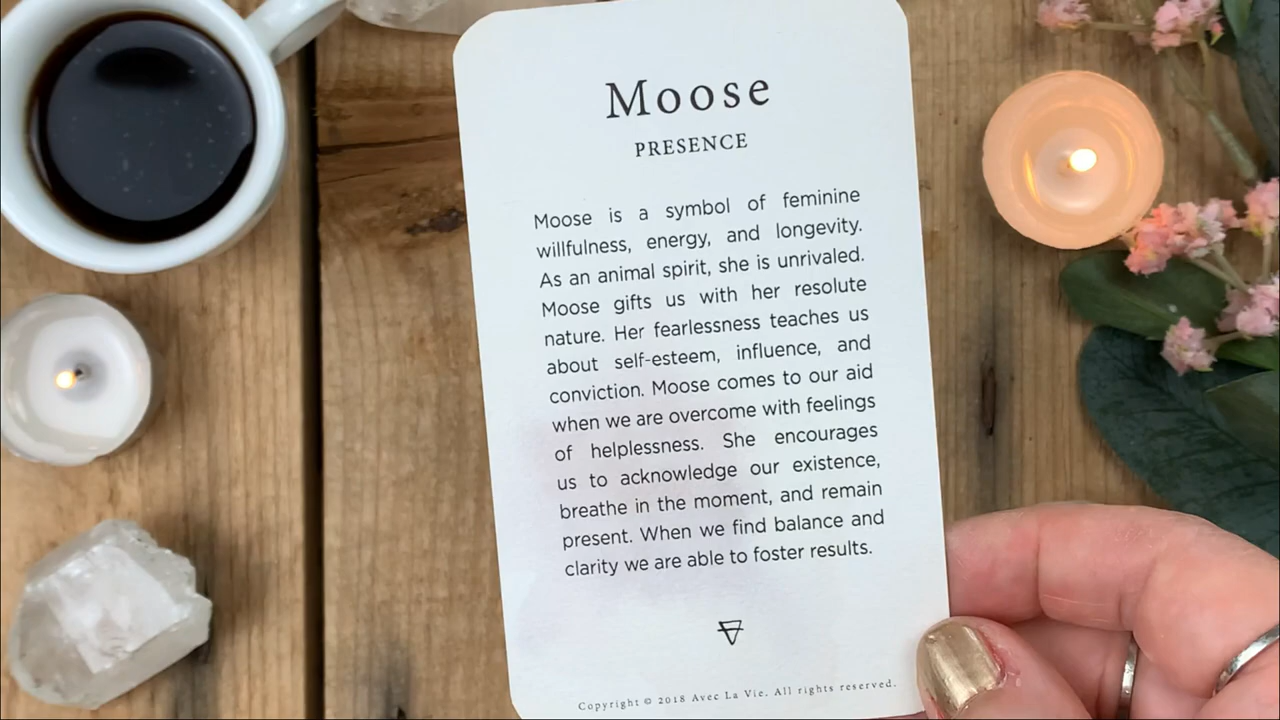 Moose
PRESENCE
Moose is a symbol of feminine
willfulness, energy, and longevity.
As an animal spirit, she is unrivaled.
Moose gifts us with her resolute
nature. Her fearlessness teaches us
about self-esteem, influence, and
conviction. Moose comes to our aid
when we are overcome with feelings
of helplessness. She encourages
us to acknowledge our existence,
breathe in the moment, and remain
present. When we find balance and
clarity we are able to foster results.
Copyright © 2018 Avec La Vie. All rights reserved.